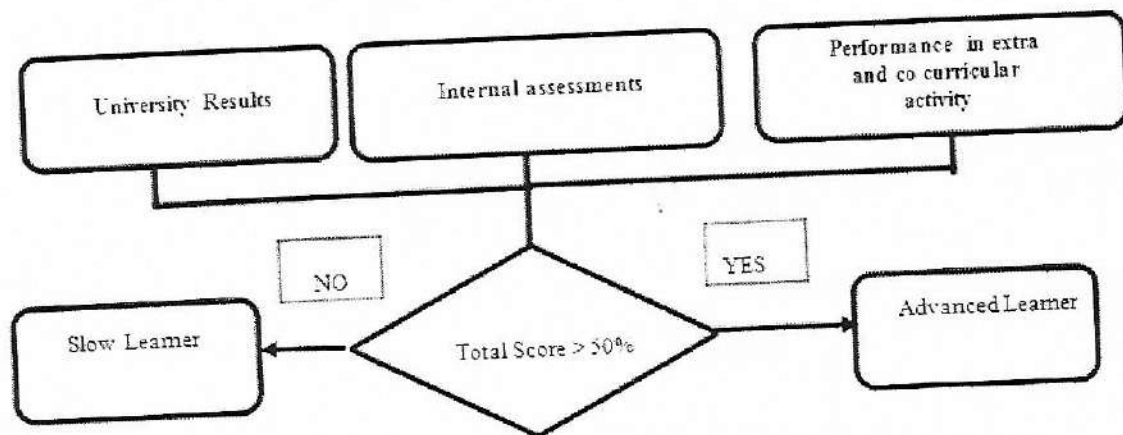 University Results
Internal assessments
Performance in extra
and co curricular
activity
NO
YES
Slow Learner
Total Score > 50%
Advanced Learner